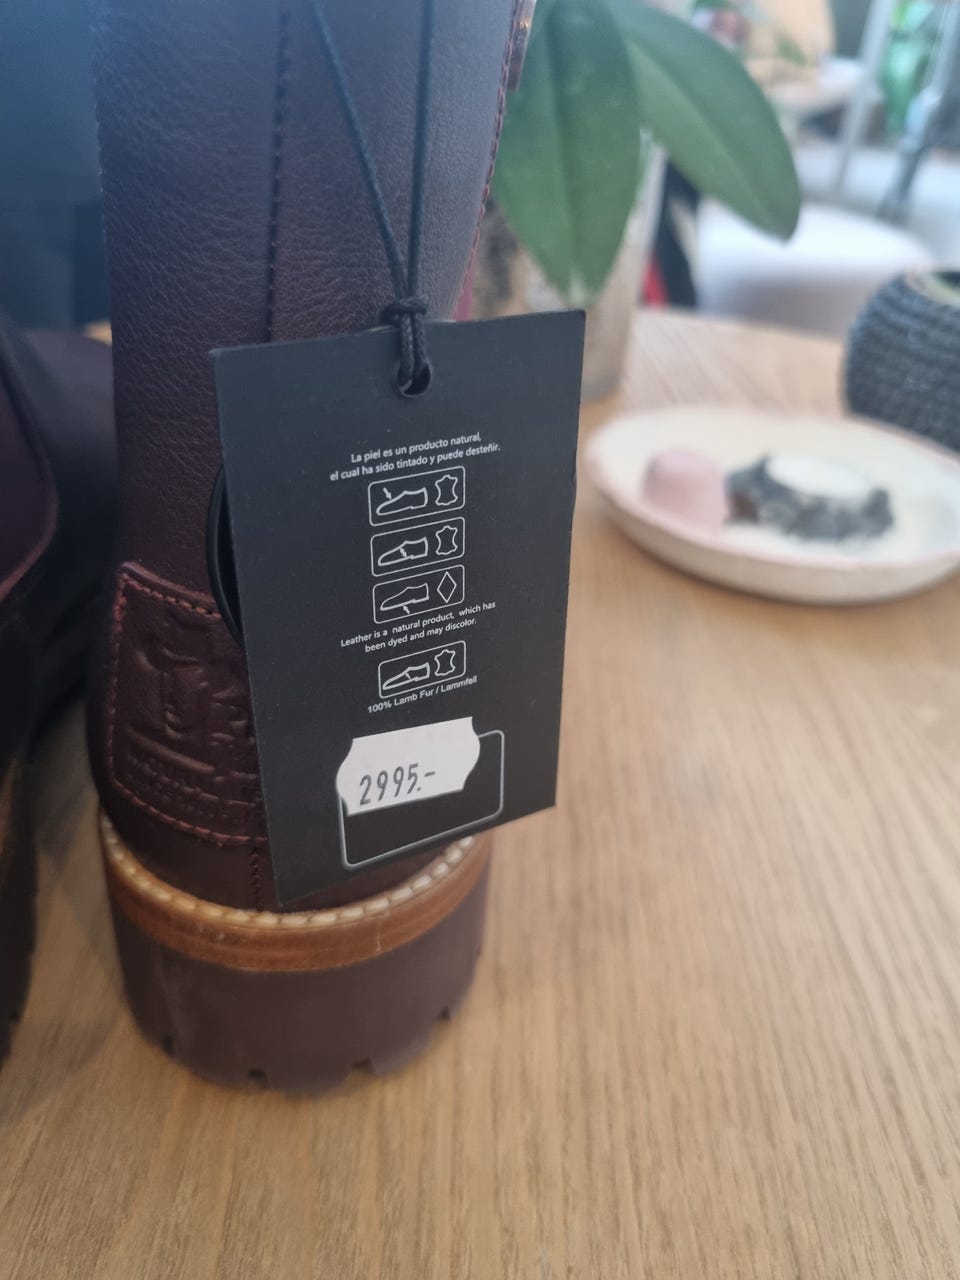 La piel es un producto natural,
el cual ha sido tintado y puede desteñir.
Leather is a natural product, which has
been dyed and may discolor.
100% Lamb Fur / Lammfell
2995.-